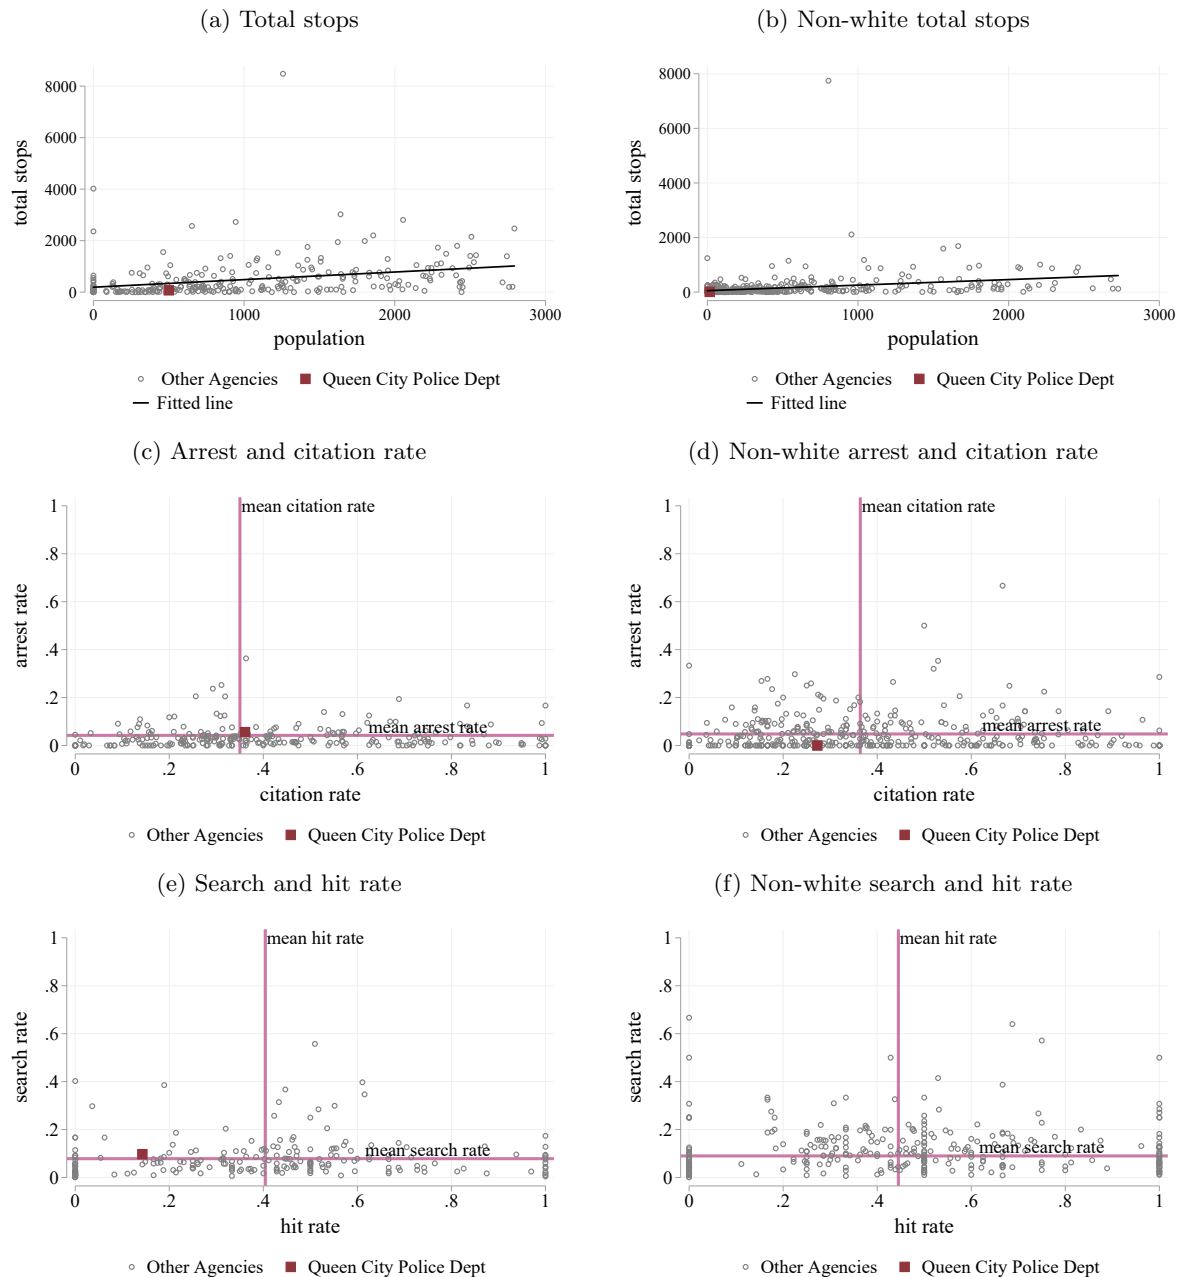 (a) Total stops
8000
6000
4000
2000
0
total stops
0 1000 2000 3000
population
Other Agencies Queen City Police Dept
Fitted line
(b) Non-white total stops
8000
6000
4000
2000
0
total stops
0 1000 2000 3000
population
Other Agencies Queen City Police Dept
Fitted line
(c) Arrest and citation rate
1
.8
.6
.4
.2
0
arrest rate
mean citation rate
mean arrest rate
0 .2 .4 .6 .8 1
citation rate
Other Agencies Queen City Police Dept
(d) Non-white arrest and citation rate
1
.8
.6
.4
.2
0
arrest rate
mean citation rate
mean arrest rate
0 .2 .4 .6 .8 1
citation rate
Other Agencies Queen City Police Dept
(e) Search and hit rate
1
.8
.6
.4
.2
0
search rate
mean hit rate
mean search rate
0 .2 .4 .6 .8 1
hit rate
Other Agencies Queen City Police Dept
(f) Non-white search and hit rate
1
.8
.6
.4
.2
0
search rate
mean hit rate
mean search rate
0 .2 .4 .6 .8 1
hit rate
Other Agencies Queen City Police Dept